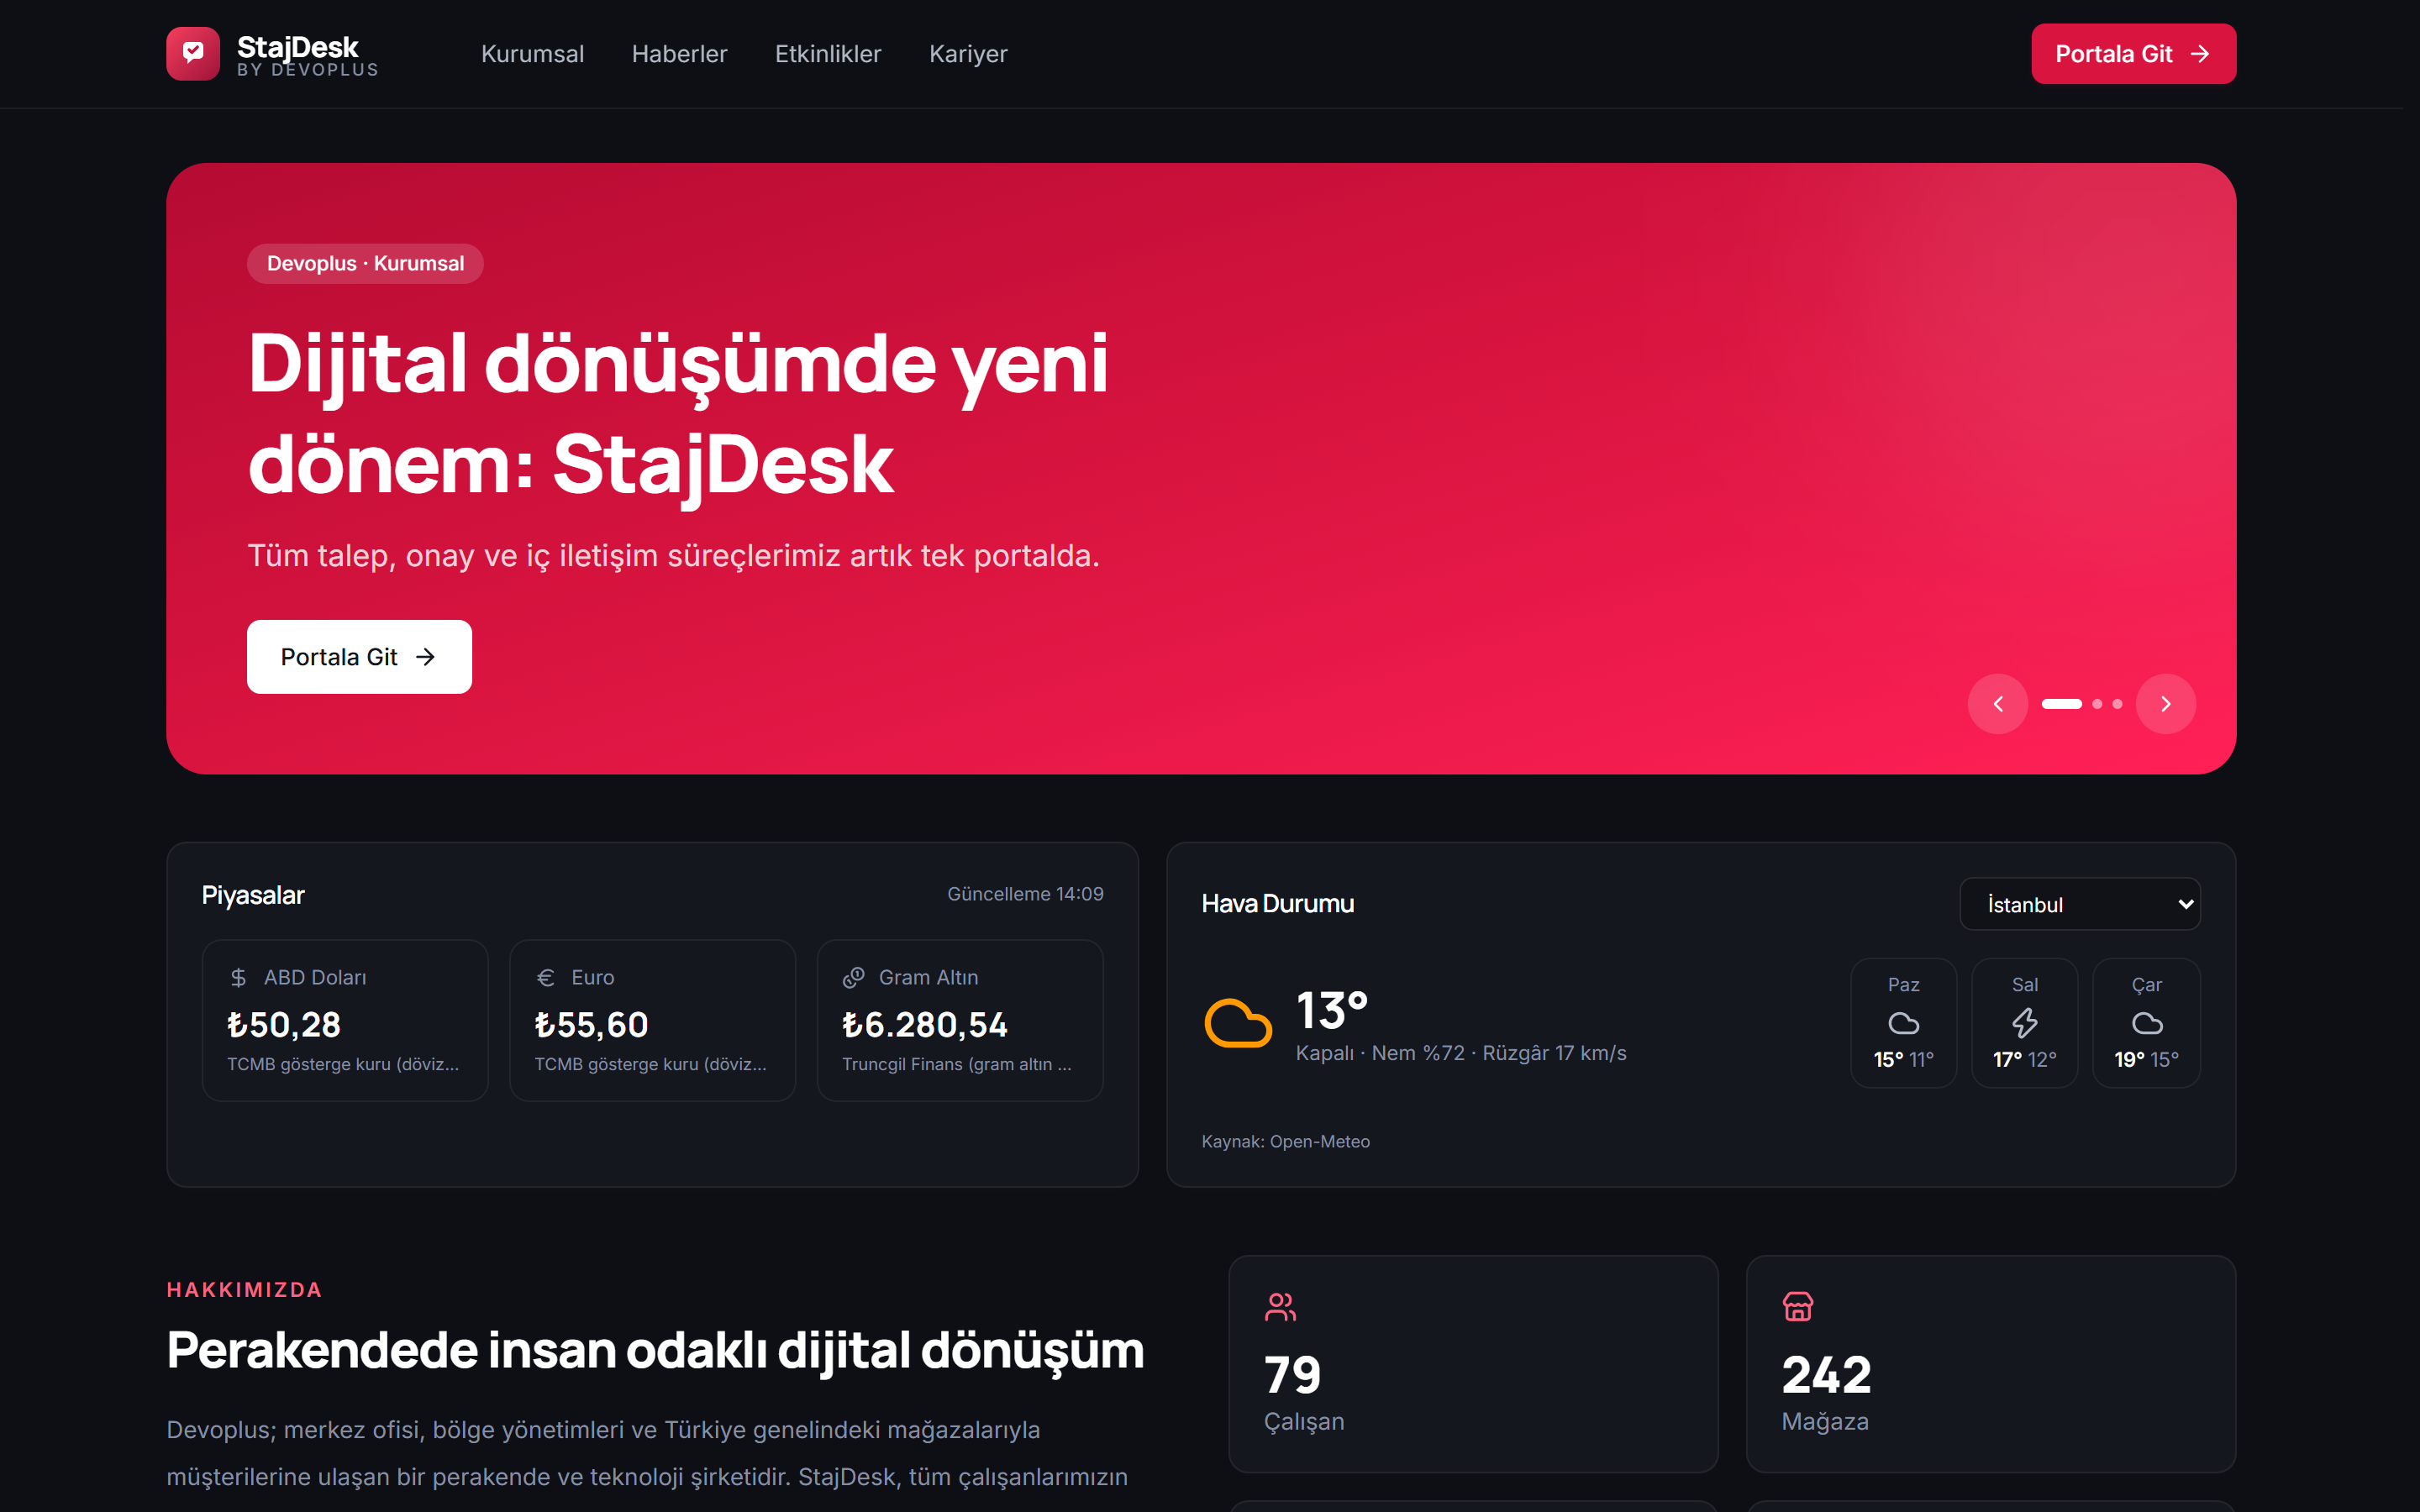 StajDesk
BY DEVOPLUS
Kurumsal
Haberler
Etkinlikler
Kariyer
Portala Git
Devoplus · Kurumsal
Dijital dönüşümde yeni
dönem: StajDesk
Tüm talep, onay ve iç iletişim süreçlerimiz artık tek portalda.
Portala Git
Piyasalar
Güncelleme 14:09
ABD Doları
₺50,28
TCMB gösterge kuru (döviz...
Euro
₺55,60
TCMB gösterge kuru (döviz...
Gram Altın
₺6.280,54
Truncgil Finans (gram altın ...
Hava Durumu
İstanbul
13°
Kapalı · Nem %72 · Rüzgâr 17 km/s
Paz
15° 11°
Sal
17° 12°
Çar
19° 15°
Kaynak: Open-Meteo
HAKKIMIZDA
Perakendede insan odaklı dijital dönüşüm
Devoplus; merkez ofisi, bölge yönetimleri ve Türkiye genelindeki mağazalarıyla
müşterilerine ulaşan bir perakende ve teknoloji şirketidir. StajDesk, tüm çalışanlarımızın
79
Çalışan
242
Mağaza